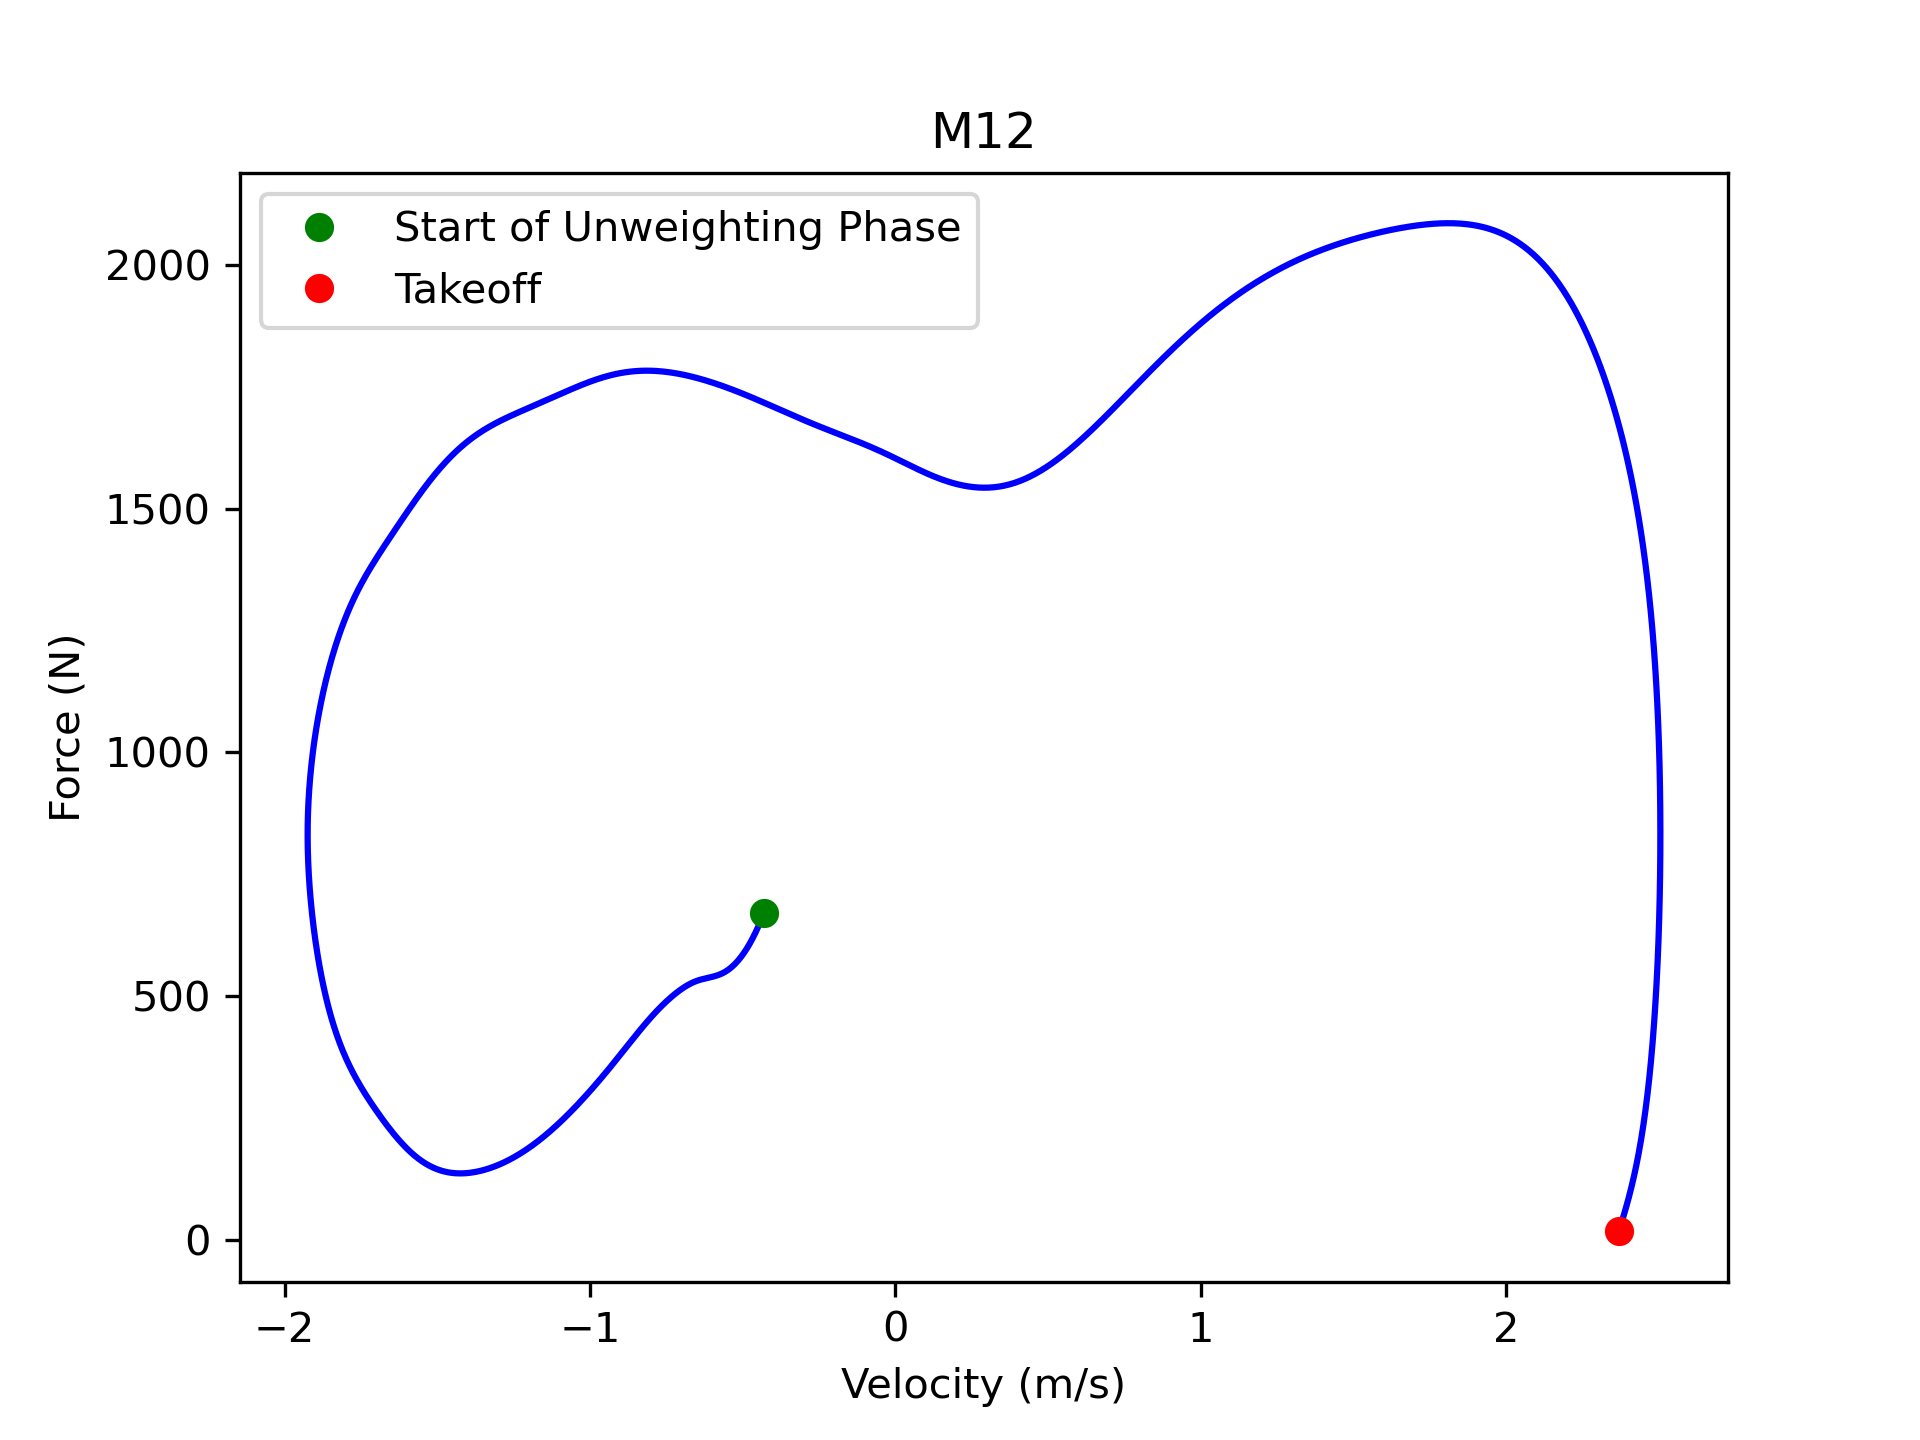 M12
Start of Unweighting Phase
Takeoff
2000
1500
1000
500
0
Force (N)
−2 −1 0 1 2
Velocity (m/s)